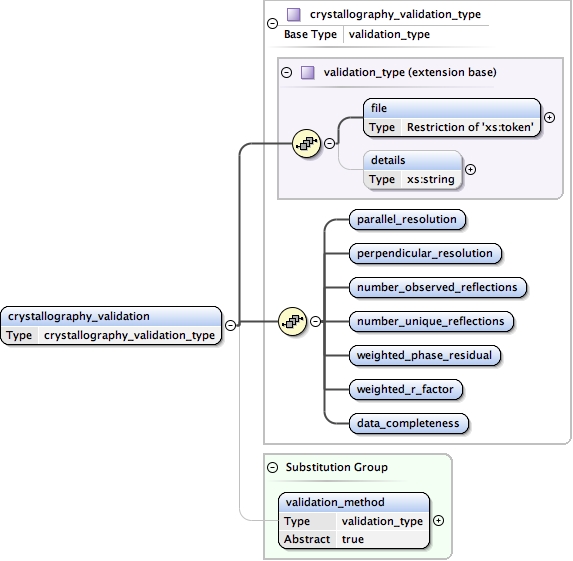 crystallography_validation_type
Base Type validation_type
validation_type (extension base)
file
Type Restriction of 'xs:token'
details
Type xs:string
parallel_resolution
perpendicular_resolution
number_observed_reflections
crystallography_validation
Type crystallography_validation_type
number_unique_reflections
weighted_phase_residual
weighted_r_factor
data_completeness
Substitution Group
validation_method
Type validation_type
Abstract true